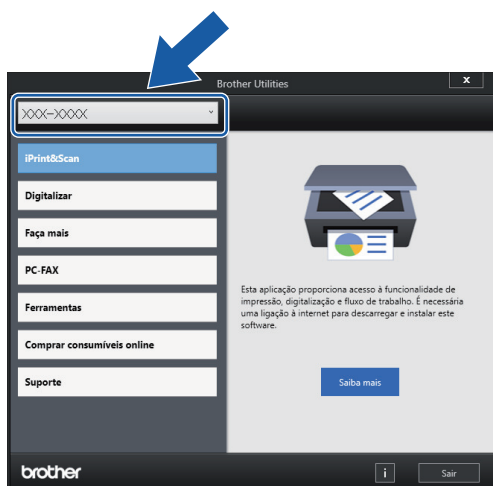 Brother Utilities
x
XXX-XXXX
iPrint&Scan
Digitalizar
Faça mais
PC-FAX
Ferramentas
Comprar consumíveis online
Suporte
Esta aplicação proporciona acesso à funcionalidade de
impressão, digitalização e fluxo de trabalho. É necessária
uma ligação à internet para descarregar e instalar este
software.
Saiba mais
brother
i
Sair